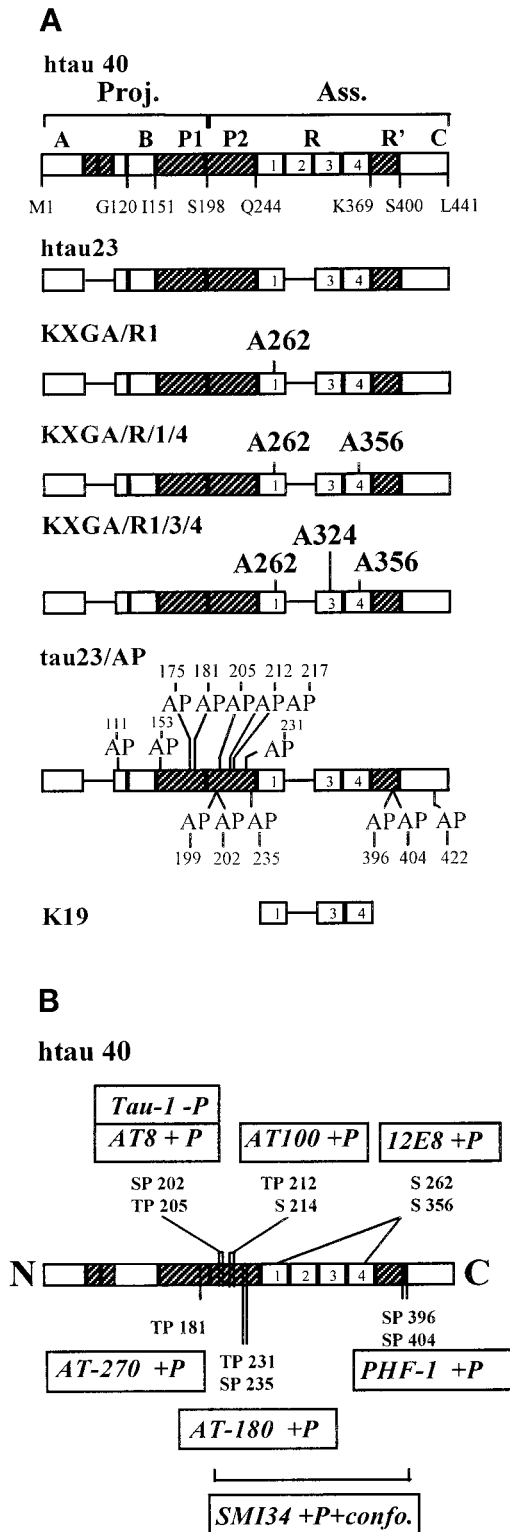 A
htau 40
Proj. Ass.
A B P1 P2 R R' C
1 2 3 4
M1 G120 I151 S198 Q244 K369 S400 L441
htau23
1 3 4
KXGA/R1
A262
1 3 4
KXGA/R/1/4
A262 A356
1 3 4
KXGA/R1/3/4
A324
A262 A356
1 3 4
tau23/AP
175 181 205 212 217
AP AP AP AP AP
111 153 231
AP AP AP
1 3 4
AP AP AP AP AP AP
199 202 235 396 404 422
K19
1 3 4
B
htau 40
Tau-1 -P
AT8 + P AT100 +P 12E8 +P
SP 202 TP 212 S 262
TP 205 S 214 S 356
N 1 2 3 4 C
TP 181 SP 396
SP 404
TP 231
SP 235
AT-270 +P PHF-1 +P
AT-180 +P
SMI34 +P+confo.